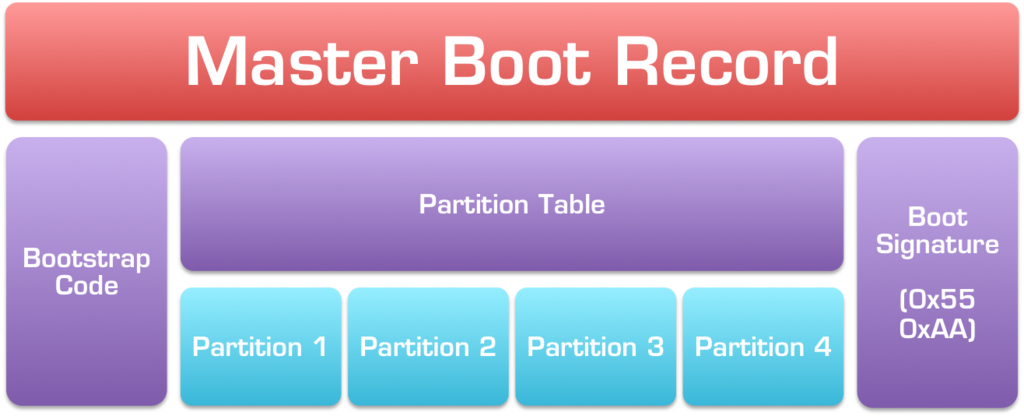 Master Boot Record
Bootstrap
Code
Partition Table
Partition 1
Partition 2
Partition 3
Partition 4
Boot
Signature
(0x55
0xAA)